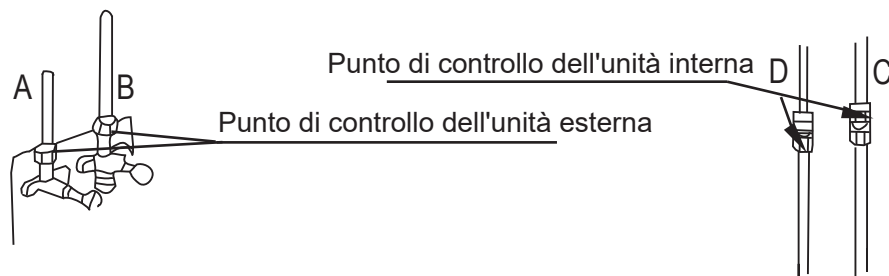 Punto di controllo dell'unità interna
D
C
A
B
Punto di controllo dell'unità esterna